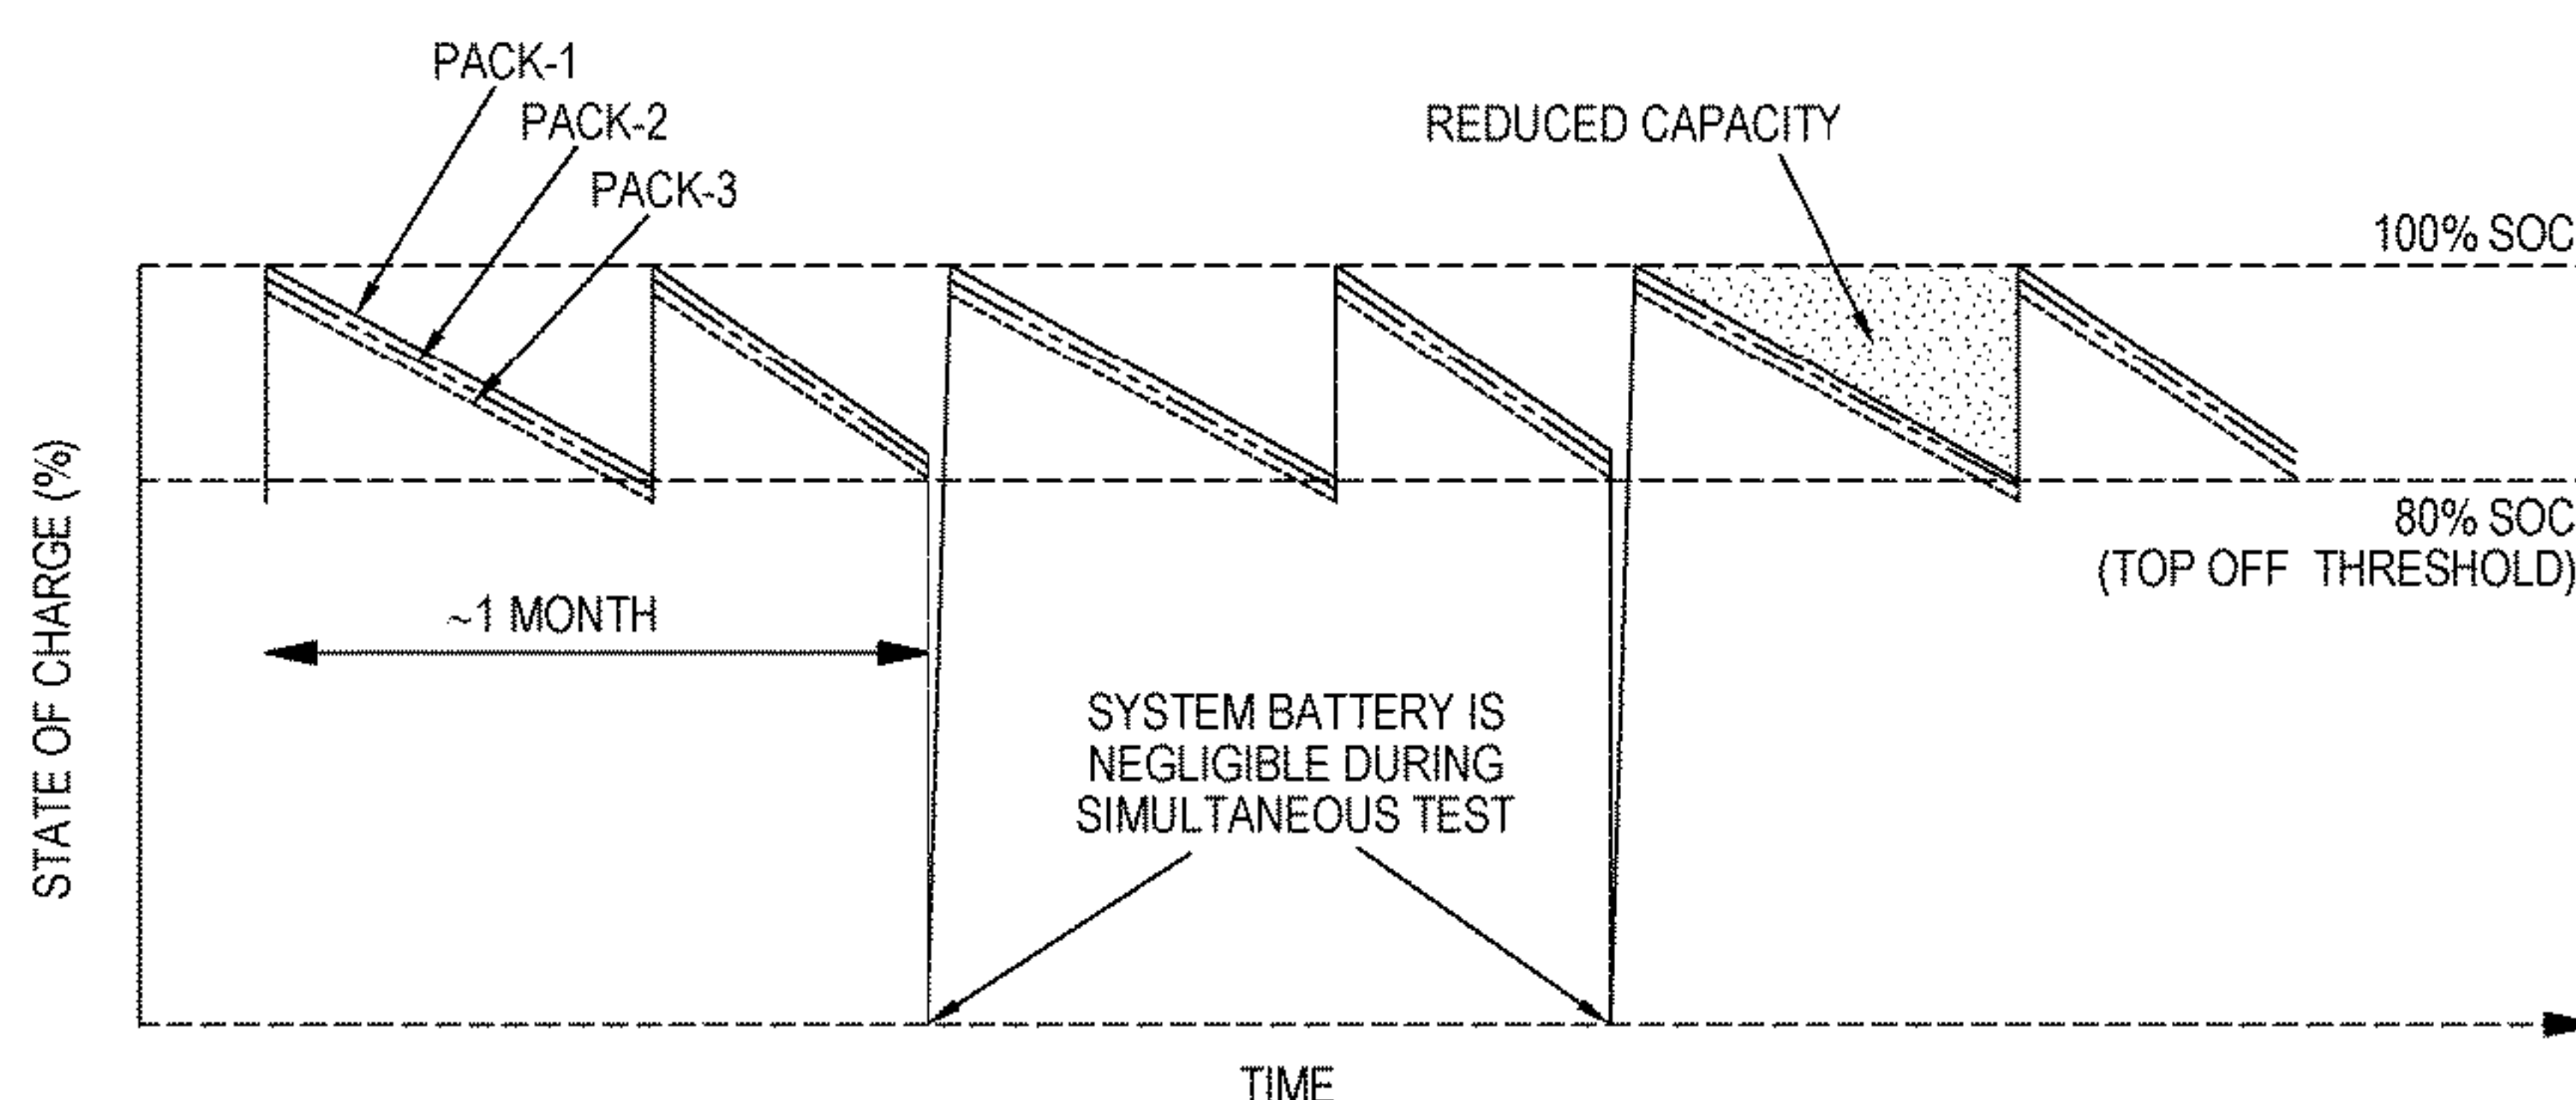 PACK-1
PACK-2
PACK-3
REDUCED CAPACITY
100% SOC
80% SOC
(TOP OFF THRESHOLD)
STATE OF CHARGE (%)
~1 MONTH
SYSTEM BATTERY IS
NEGLIGIBLE DURING
SIMULTANEOUS TEST
TIME